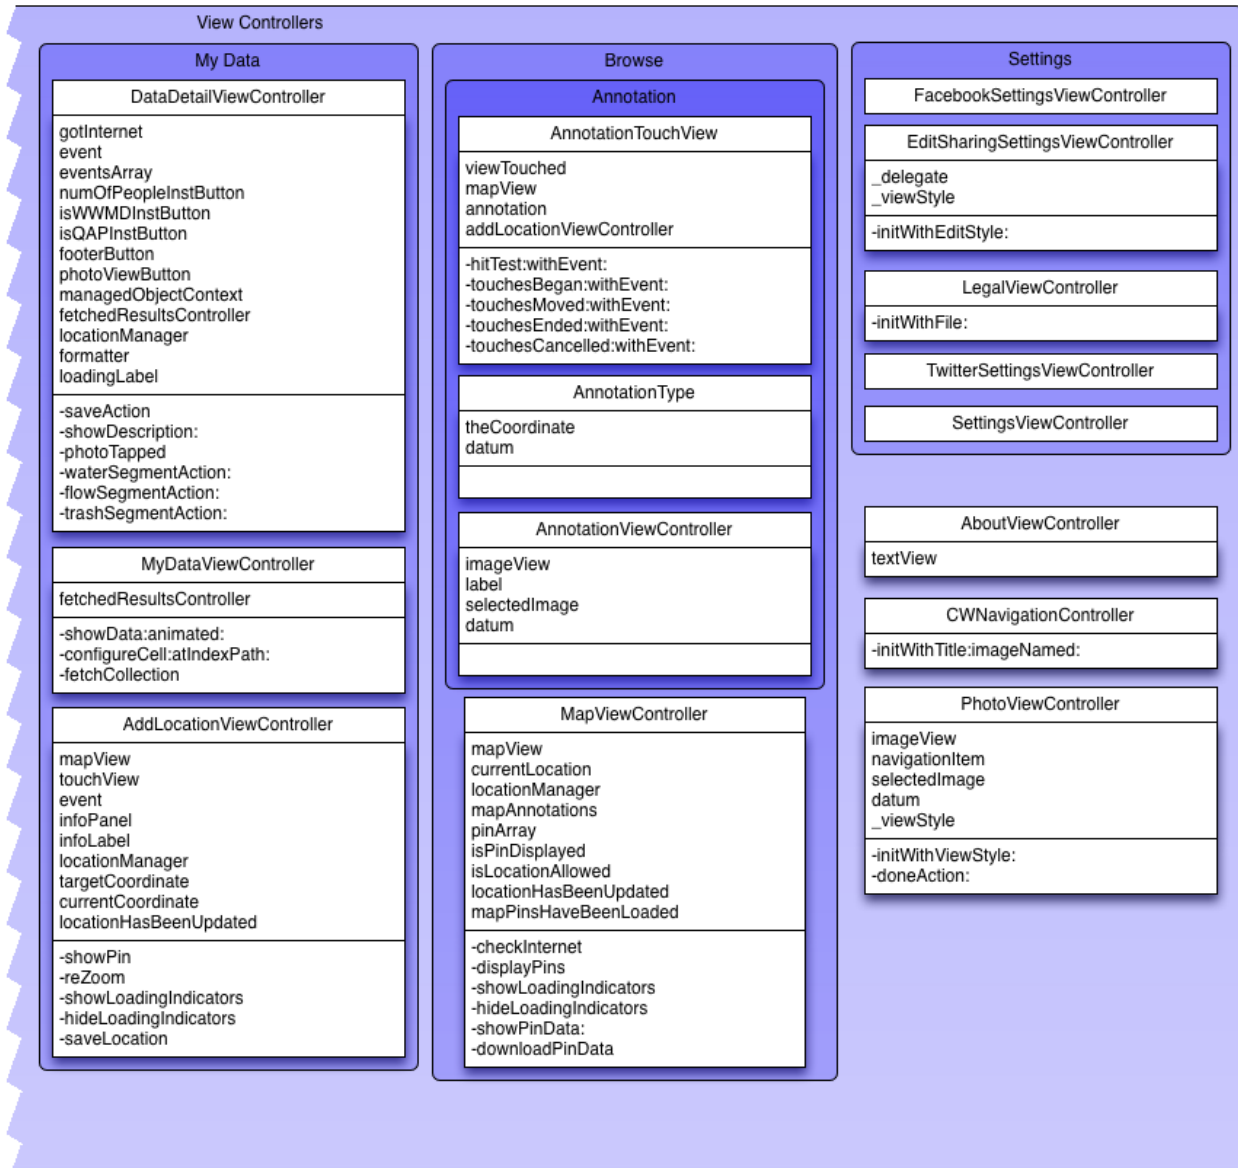 View Controllers
My Data
DataDetailViewController
gotInternet
event
eventsArray
numOfPeopleInstButton
isWWMDInstButton
isQAPInstButton
footerButton
photoViewButton
managedObjectContext
fetchedResultsController
locationManager
formatter
loadingLabel
-saveAction
-showDescription:
-photoTapped
-waterSegmentAction:
-flowSegmentAction:
-trashSegmentAction:
MyDataViewController
fetchedResultsController
-showData:animated:
-configureCell:atIndexPath:
-fetchCollection
AddLocationViewController
mapView
touchView
event
infoPanel
infoLabel
locationManager
targetCoordinate
currentCoordinate
locationHasBeenUpdated
-showPin
-reZoom
-showLoadingIndicators
-hideLoadingIndicators
-saveLocation
Browse
Annotation
AnnotationTouchView
viewTouched
mapView
annotation
addLocationViewController
-hitTest:withEvent:
-touchesBegan:withEvent:
-touchesMoved:withEvent:
-touchesEnded:withEvent:
-touchesCancelled:withEvent:
AnnotationType
theCoordinate
datum
AnnotationViewController
imageView
label
selectedImage
datum
MapViewController
mapView
currentLocation
locationManager
mapAnnotations
pinArray
isPinDisplayed
isLocationAllowed
locationHasBeenUpdated
mapPinsHaveBeenLoaded
-checkInternet
-displayPins
-showLoadingIndicators
-hideLoadingIndicators
-showPinData:
-downloadPinData
Settings
FacebookSettingsViewController
EditSharingSettingsViewController
_delegate
_viewStyle
-initWithEditStyle:
LegalViewController
-initWithFile:
TwitterSettingsViewController
SettingsViewController
AboutViewController
textView
CWNavigationController
-initWithTitle:imageNamed:
PhotoViewController
imageView
navigationItem
selectedImage
datum
_viewStyle
-initWithViewStyle:
-doneAction: